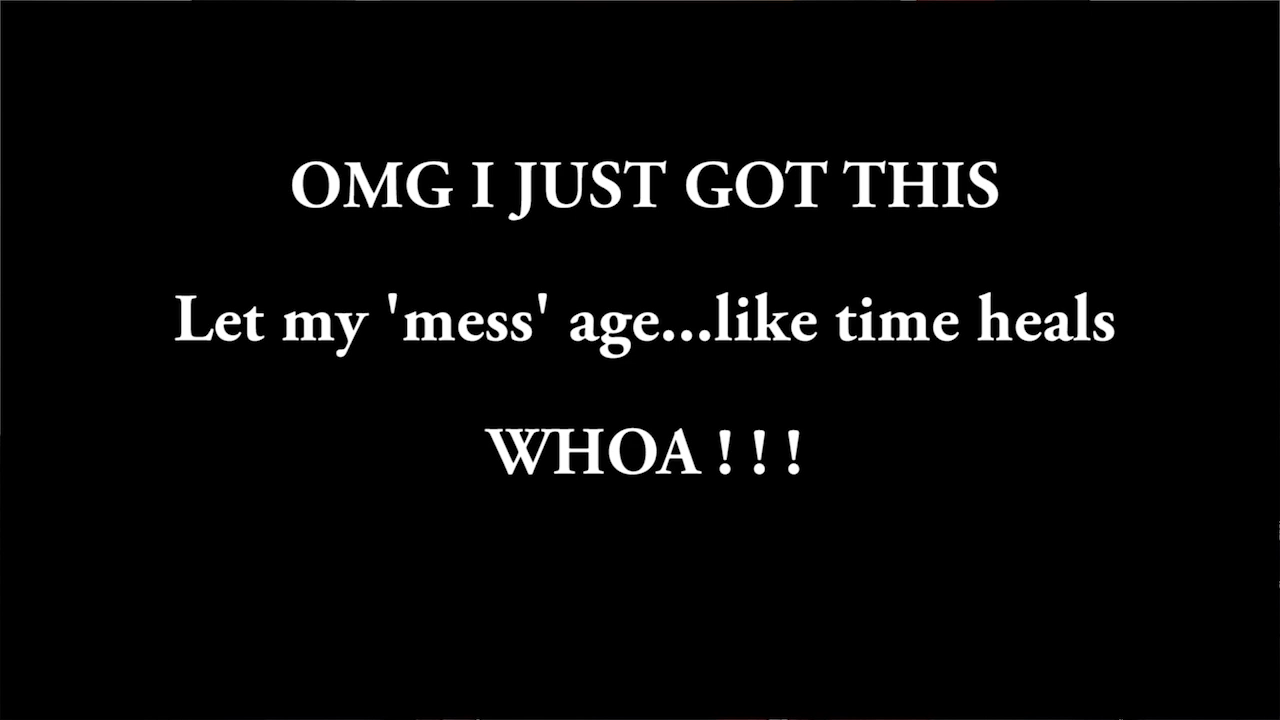 OMG I JUST GOT THIS
Let my 'mess' age...like time heals
WHOA ! ! !